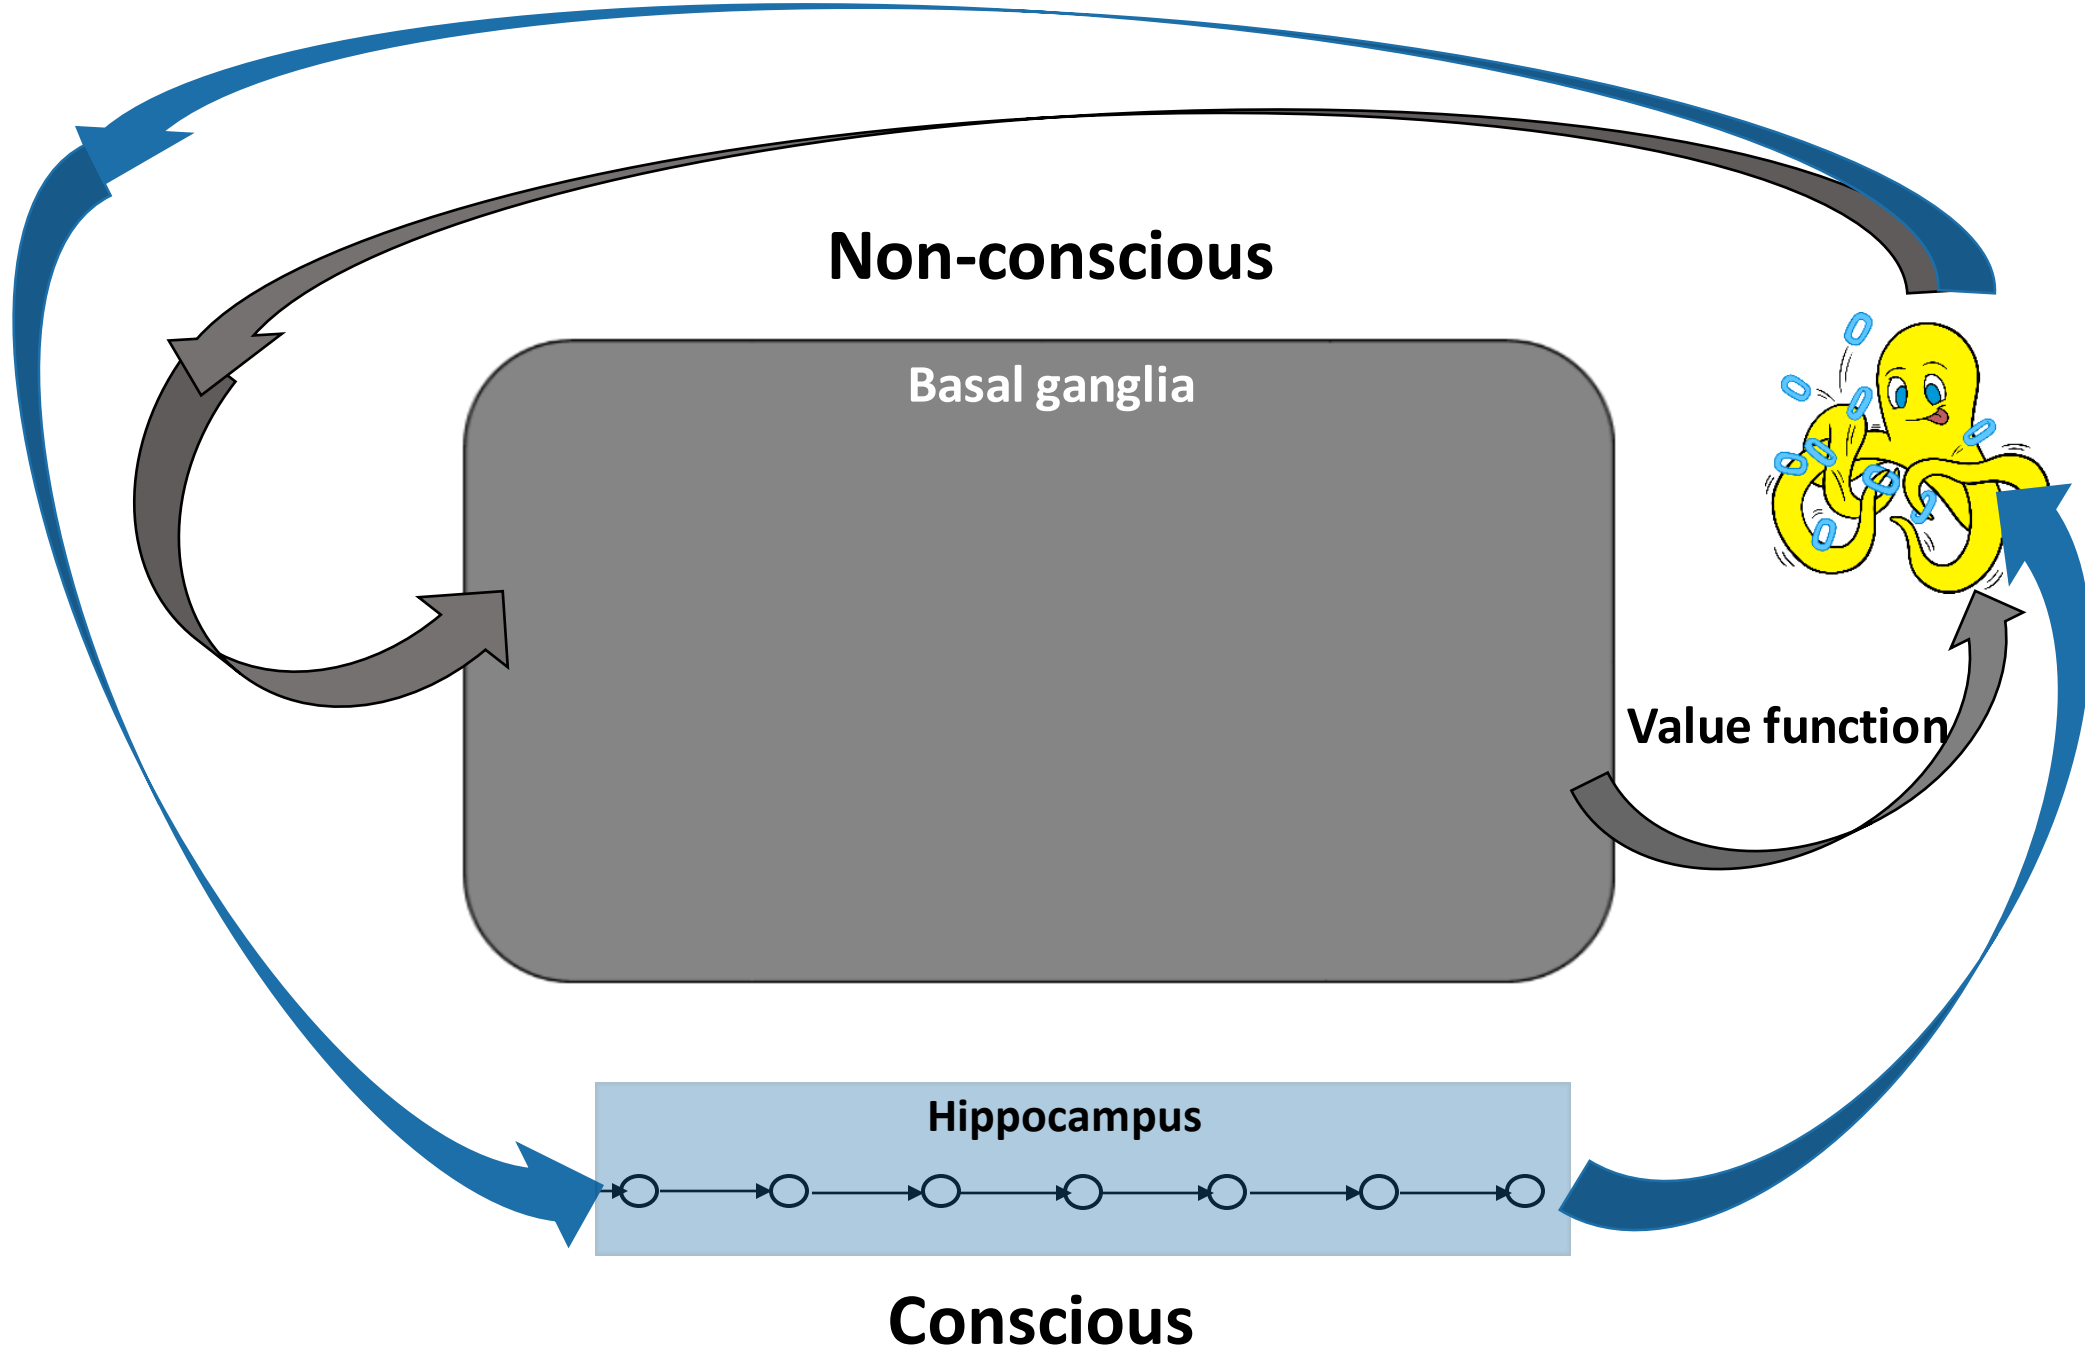 Non-conscious
Basal ganglia
Value function
Hippocampus
Conscious